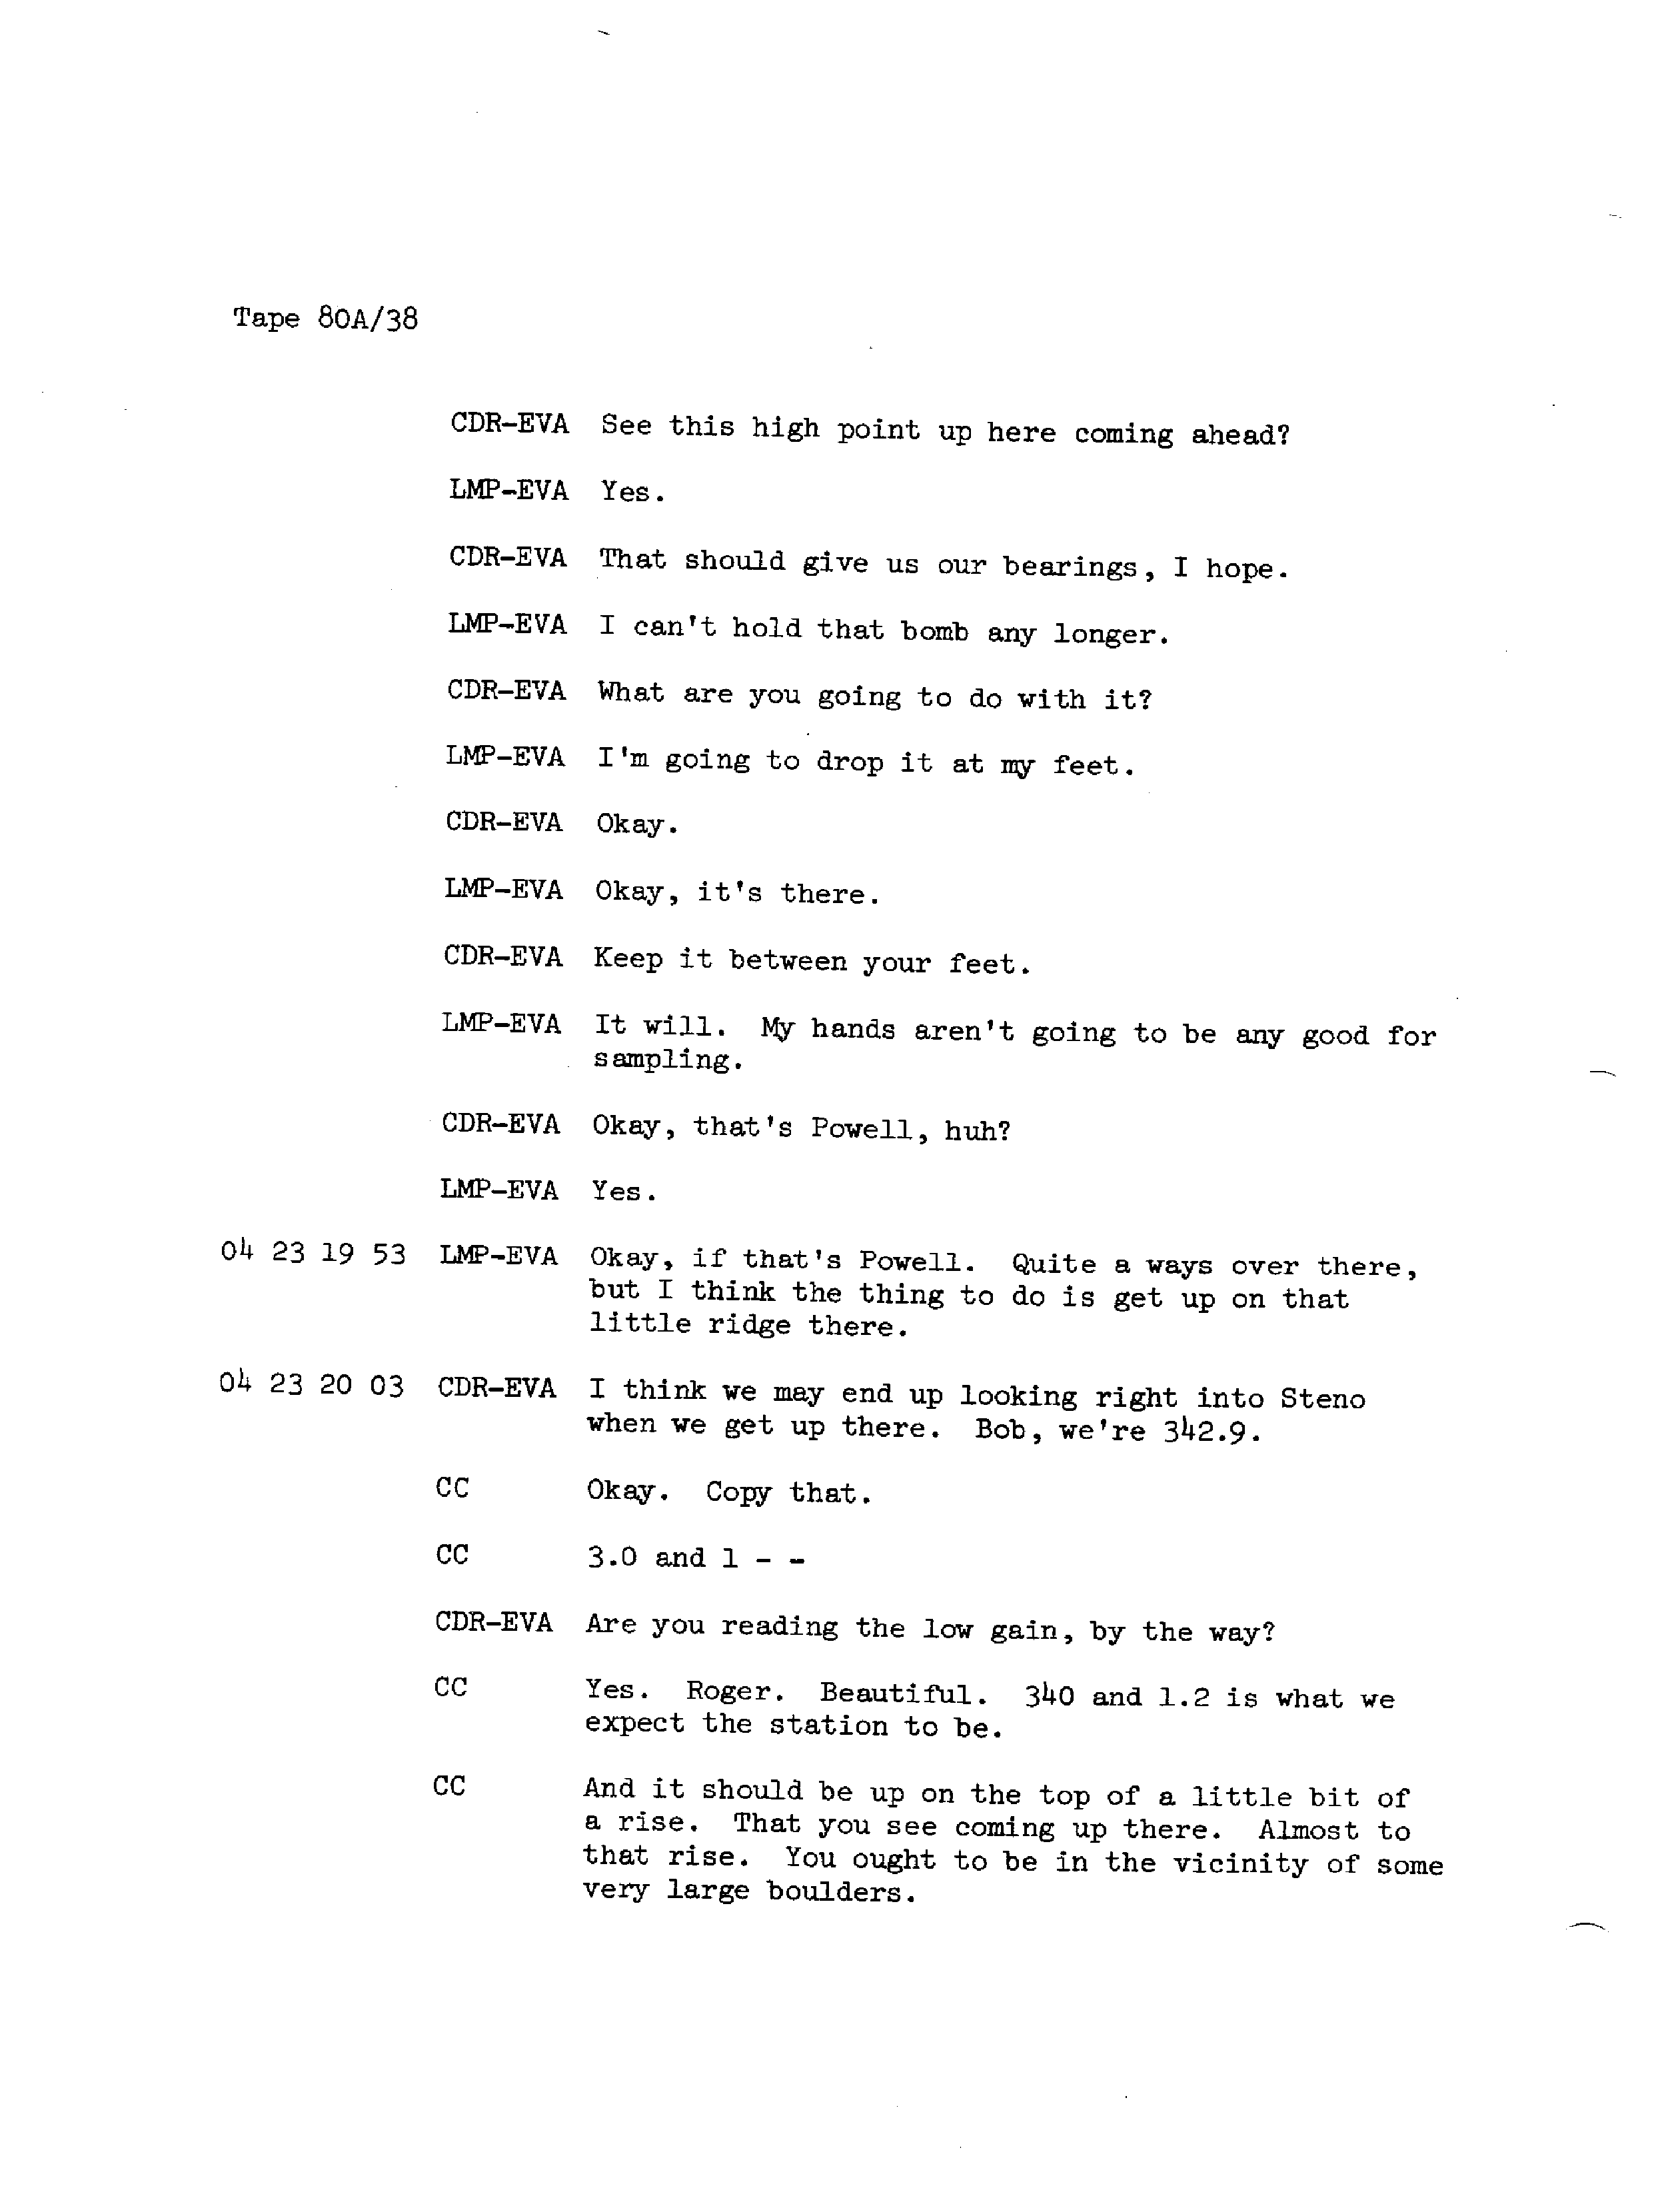 Tape 80A/38
CDR-EVA See this high point up here coming ahead?
LMP-EVA Yes.
CDR-EVA That should give us our bearings, I hope.
LMP-EVA I can't hold that bomb any longer.
CDR-EVA What are you going to do with it?
LMP-EVA I'm going to drop it at my feet.
CDR-EVA Okay.
LMP-EVA Okay, it's there.
CDR-EVA Keep it between your feet.
LMP-EVA It will. My hands aren't going to be any good for
sampling.
CDR-EVA Okay, that's Powell, huh?
LMP-EVA Yes.
04 23 19 53 LMP-EVA Okay, if that's Powell. Quite a ways over there,
but I think the thing to do is get up on that
little ridge there.
04 23 20 03 CDR-EVA I think we may end up looking right into Steno
when we get up there. Bob, we're 342.9.
CC Okay. Copy that.
CC 3.0 and 1 - -
CDR-EVA Are you reading the low gain, by the way?
CC Yes. Roger. Beautiful. 340 and 1.2 is what we
expect the station to be.
CC And it should be up on the top of a little bit of
a rise. That you see coming up there. Almost to
that rise. You ought to be in the vicinity of some
very large boulders.